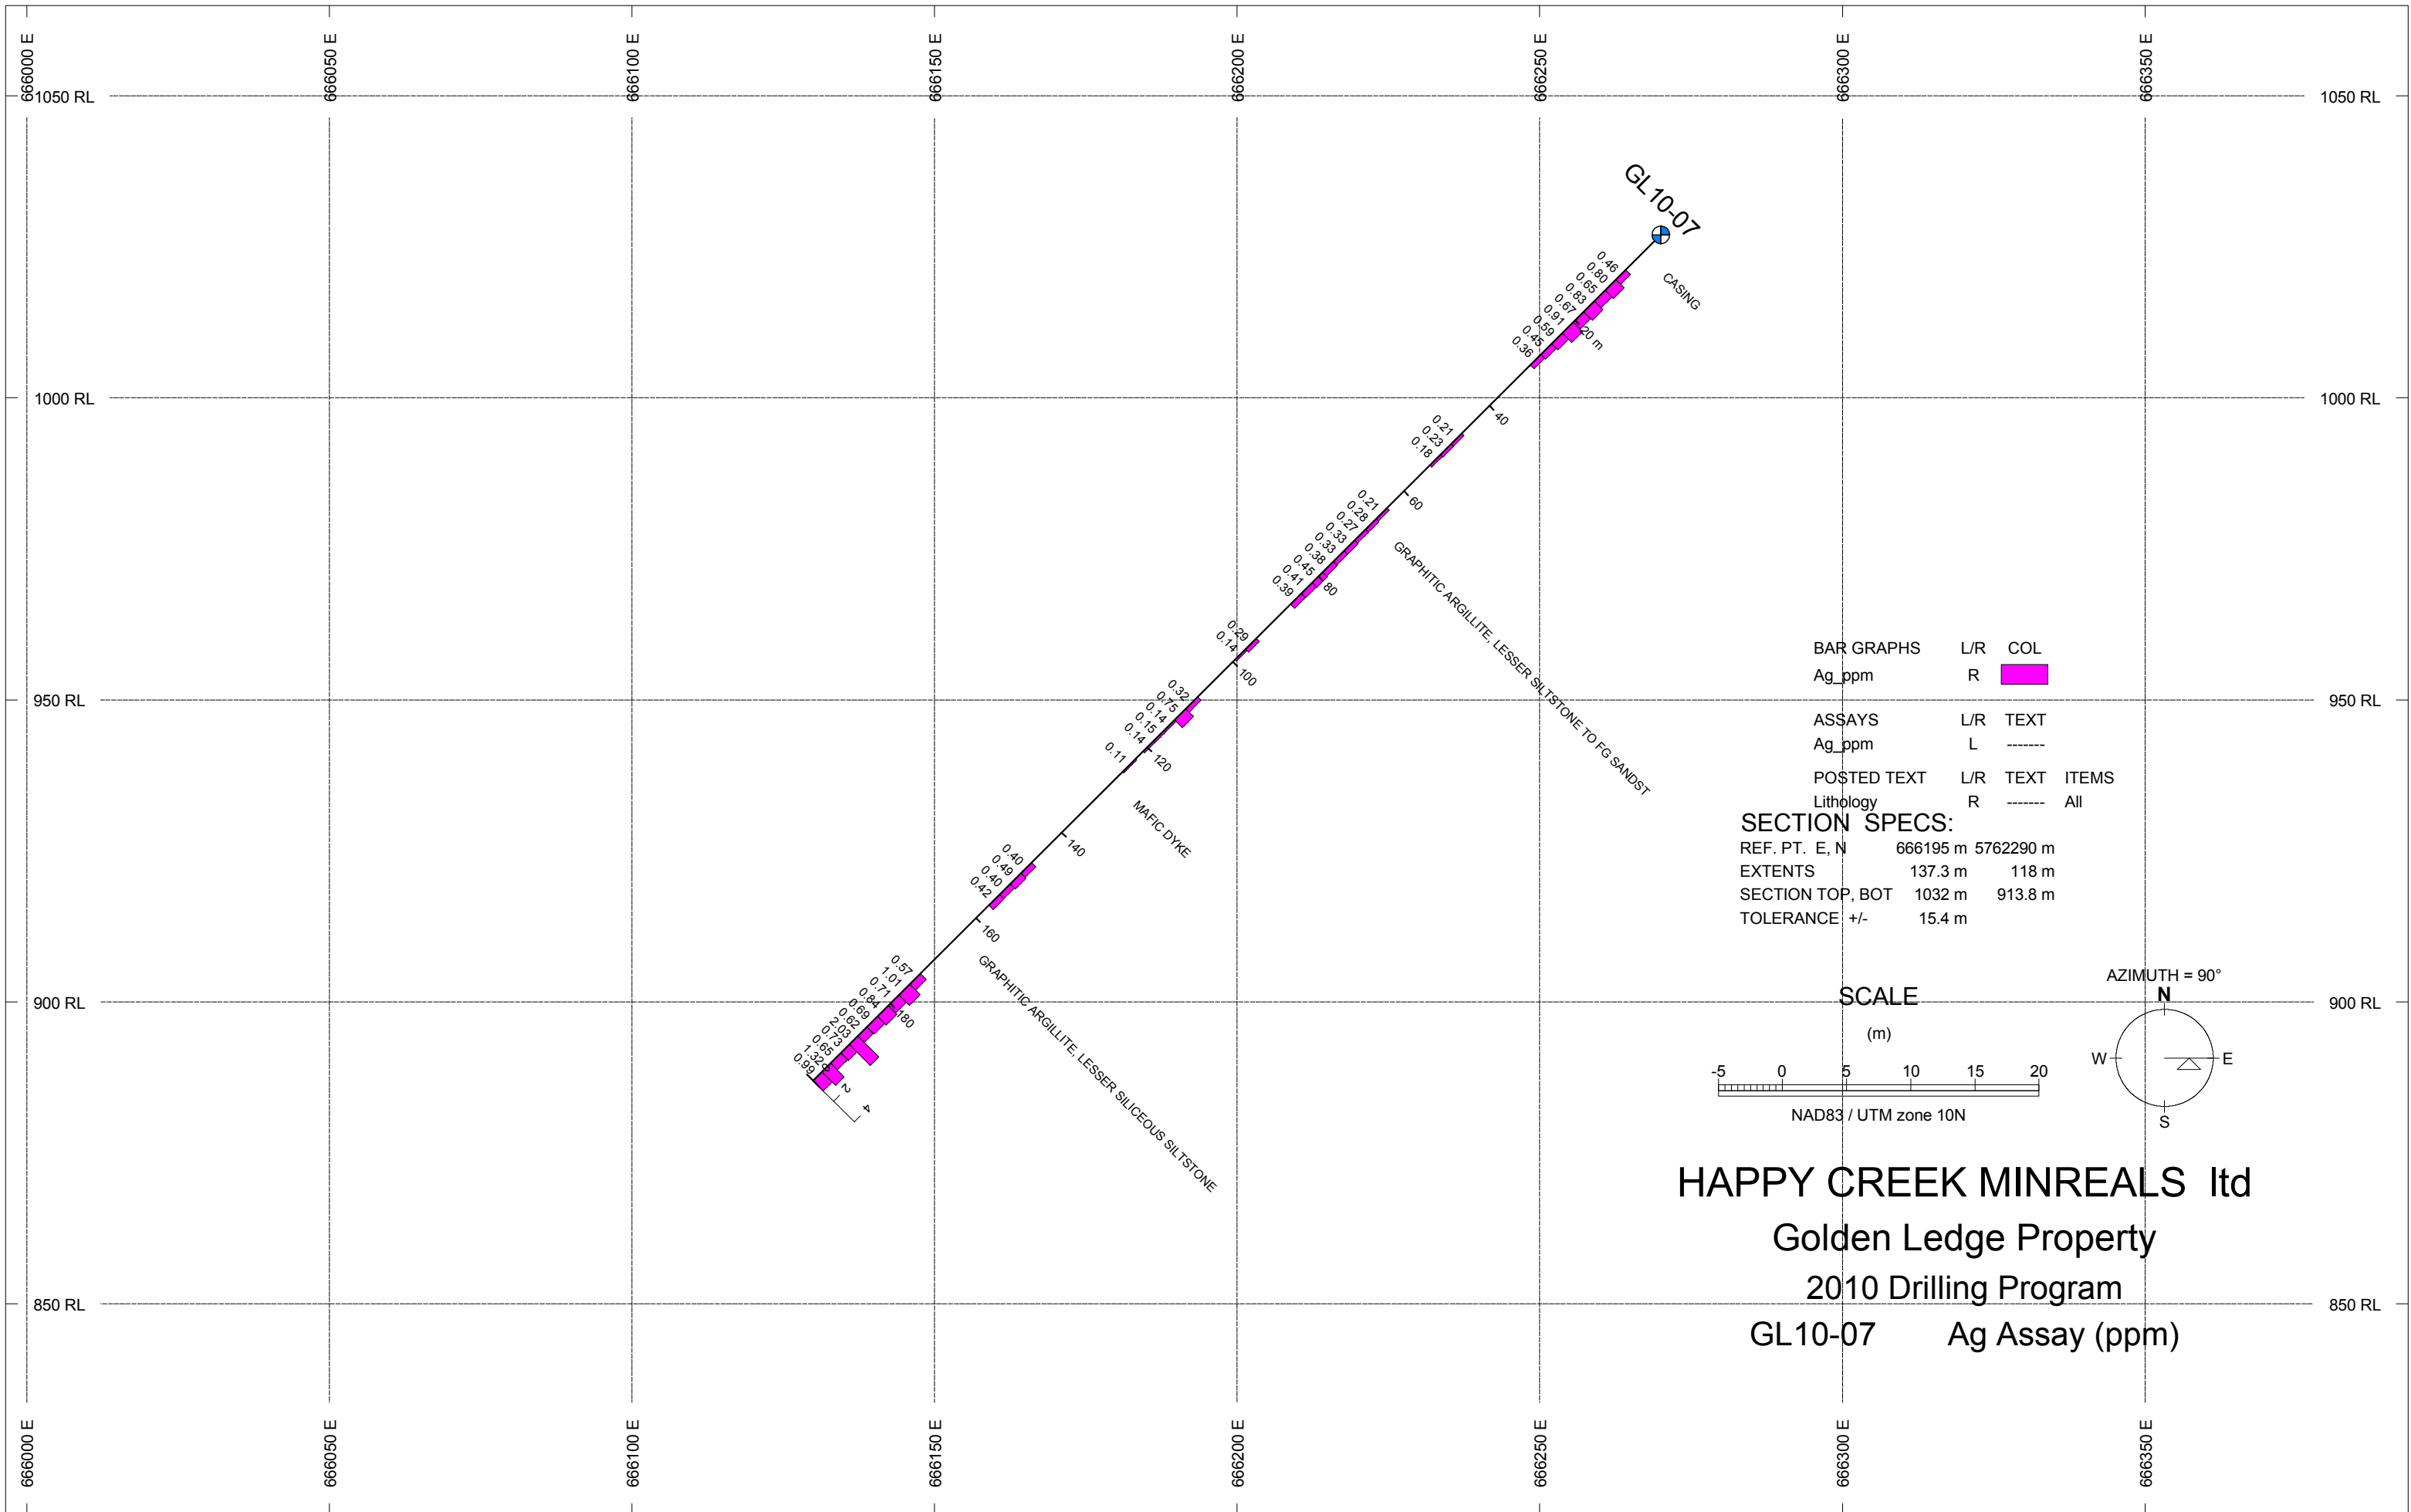 666000 E
666050 E
666100 E
666150 E
666200 E
666250 E
666300 E
666350 E
1050 RL
1050 RL
GL10-07
CASING
0.46
0.80
0.65
0.83
0.67
0.91
0.59
0.45
0.36
20 m
1000 RL
1000 RL
40
0.21
0.23
0.18
60
0.21
0.28
0.27
0.33
0.33
0.38
0.45
0.41
0.39
80
GRAPHITIC ARGILLITE, LESSER SILTSTONE TO FG SANDST
0.29
0.14
100
950 RL
950 RL
0.32
0.75
0.14
0.15
0.14
0.11
120
MAFIC DYKE
140
0.40
0.49
0.40
0.42
160
GRAPHITIC ARGILLITE, LESSER SILICEOUS SILTSTONE
900 RL
900 RL
0.57
1.01
0.71
0.84
0.69
0.62
2.03
0.73
0.65
1.32
0.99
180
0
2
4
BAR GRAPHS L/R COL
Ag_ppm R
ASSAYS L/R TEXT
Ag_ppm L -------
POSTED TEXT L/R TEXT ITEMS
Lithology R ------- All
SECTION SPECS:
REF. PT. E, N 666195 m 5762290 m
EXTENTS 137.3 m 118 m
SECTION TOP, BOT 1032 m 913.8 m
TOLERANCE +/- 15.4 m
SCALE
(m)
-5 0 5 10 15 20
NAD83 / UTM zone 10N
AZIMUTH = 90°
N
W E
S
HAPPY CREEK MINREALS ltd
Golden Ledge Property
2010 Drilling Program
GL10-07 Ag Assay (ppm)
850 RL
850 RL
666000 E
666050 E
666100 E
666150 E
666200 E
666250 E
666300 E
666350 E